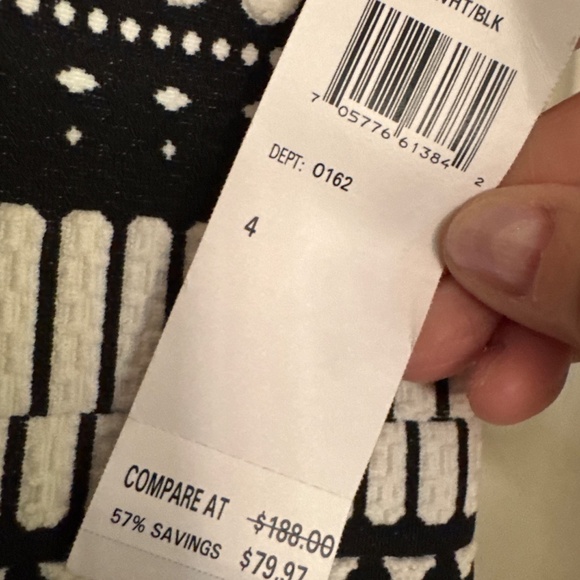 WHT/BLK
7 05776 61384 2
DEPT: 0162
4
COMPARE AT $188.00
57% SAVINGS $79.97